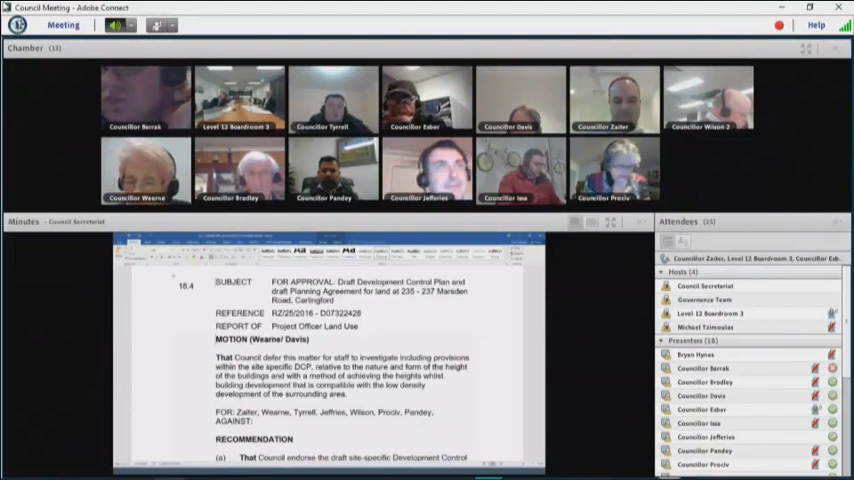 Council Meeting - Adobe Connect
Meeting
Help
Chamber (13)
Councillor Barrak
Level 12 Boardroom 3
Councillor Tyrrell
Councillor Esber
Councillor Davis
Councillor Zaiter
Councillor Wilson 2
Councillor Wearne
Councillor Bradley
Councillor Pandey
Councillor Jefferies
Councillor Issa
Councillor Prociv
Minutes - Council Secretariat
18.4
SUBJECT FOR APPROVAL: Draft Development Control Plan and
draft Planning Agreement for land at 235 - 237 Marsden
Road, Carlingford
REFERENCE RZ/25/2016 - D07322428
REPORT OF Project Officer Land Use
MOTION (Wearne/ Davis)
That Council defer this matter for staff to investigate including provisions
within the site specific DCP, relative to the nature and form of the height
of the buildings and with a method of achieving the heights whilst
building development that is compatible with the low density
development of the surrounding area.
FOR: Zaiter, Wearne, Tyrrell, Jeffries, Wilson, Prociv, Pandey,
AGAINST:
RECOMMENDATION
(a) That Council endorse the draft site-specific Development Control
Attendees (23)
Councillor Zaiter, Level 12 Boardroom 3, Councillor Esb...
Hosts (4)
Council Secretariat
Governance Team
Level 12 Boardroom 3
Michael Tzimoulas
Presenters (18)
Bryan Hynes
Councillor Barrak
Councillor Bradley
Councillor Davis
Councillor Esber
Councillor Issa
Councillor Jefferies
Councillor Pandey
Councillor Prociv